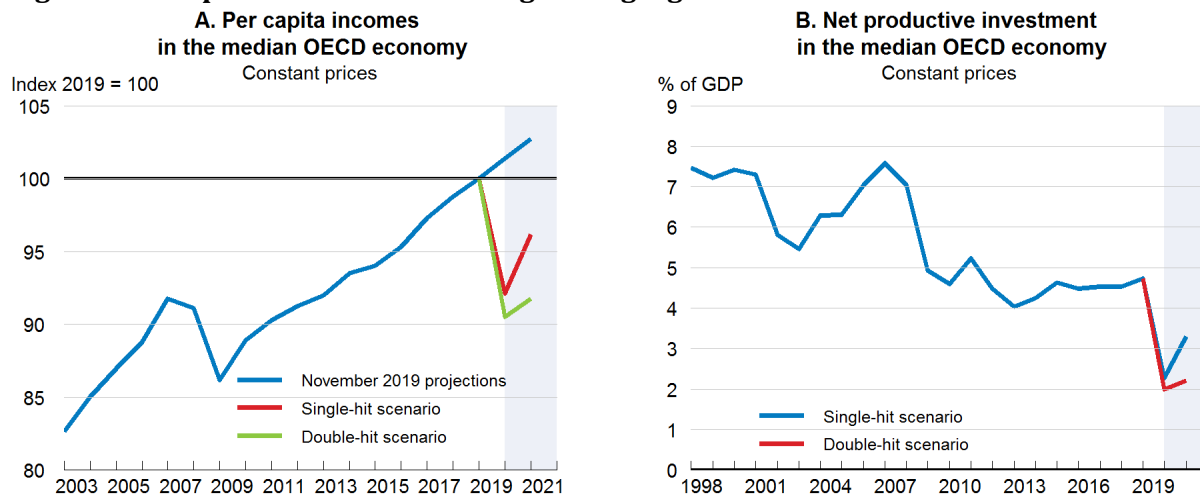 A. Per capita incomes
in the median OECD economy
Constant prices
Index 2019 = 100
105
100
95
90
85
80
November 2019 projections
Single-hit scenario
Double-hit scenario
2003 2005 2007 2009 2011 2013 2015 2017 2019 2021
B. Net productive investment
in the median OECD economy
Constant prices
% of GDP
9
8
7
6
5
4
3
2
1
0
Single-hit scenario
Double-hit scenario
1998 2001 2004 2007 2010 2013 2016 2019